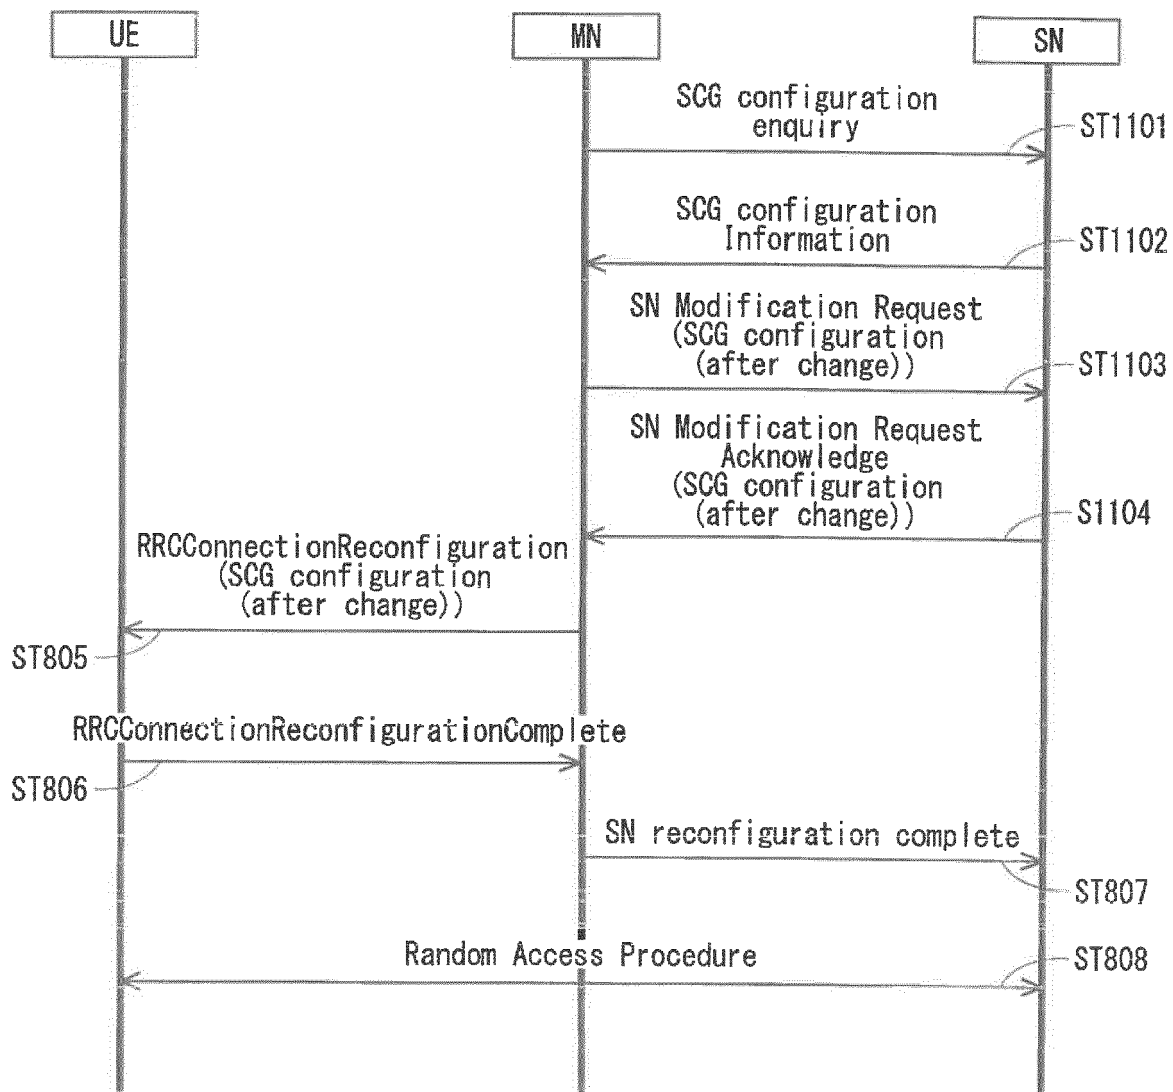 UE
MN
SN
SCG configuration
enquiry
ST1101
SCG configuration
Information
ST1102
SN Modification Request
(SCG configuration
(after change))
ST1103
SN Modification Request
Acknowledge
(SCG configuration
(after change))
S1104
RRCConnectionReconfiguration
(SCG configuration
(after change))
ST805
RRCConnectionReconfigurationComplete
ST806
SN reconfiguration complete
ST807
Random Access Procedure
ST808